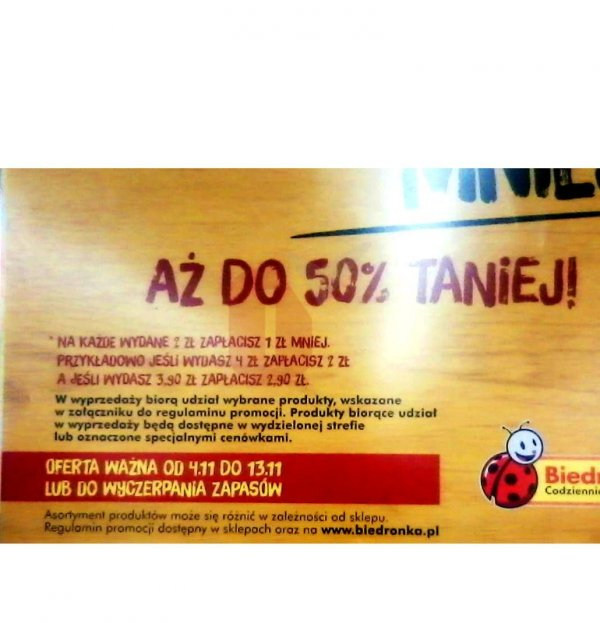 AŻ DO 50% TANIEJ!
* NA KAŻDE WYDANE 2 ZŁ ZAPŁACISZ 1 ZŁ MNIEJ.
PRZYKŁADOWO JEŚLI WYDASZ 4 ZŁ ZAPŁACISZ 2 ZŁ
A JEŚLI WYDASZ 3,90 ZŁ ZAPŁACISZ 2,90 ZŁ.
W wyprzedaży biorą udział wybrane produkty, wskazane
w załączniku do regulaminu promocji. Produkty biorące udział
w wyprzedaży będą dostępne w wydzielonej strefie
lub oznaczone specjalnymi cenówkami.
OFERTA WAŻNA OD 4.11 DO 13.11
LUB DO WYCZERPANIA ZAPASÓW
Biedr
Codziennie
Asortyment produktów może się różnić w zależności od sklepu.
Regulamin promocji dostępny w sklepach oraz na www.biedronka.pl